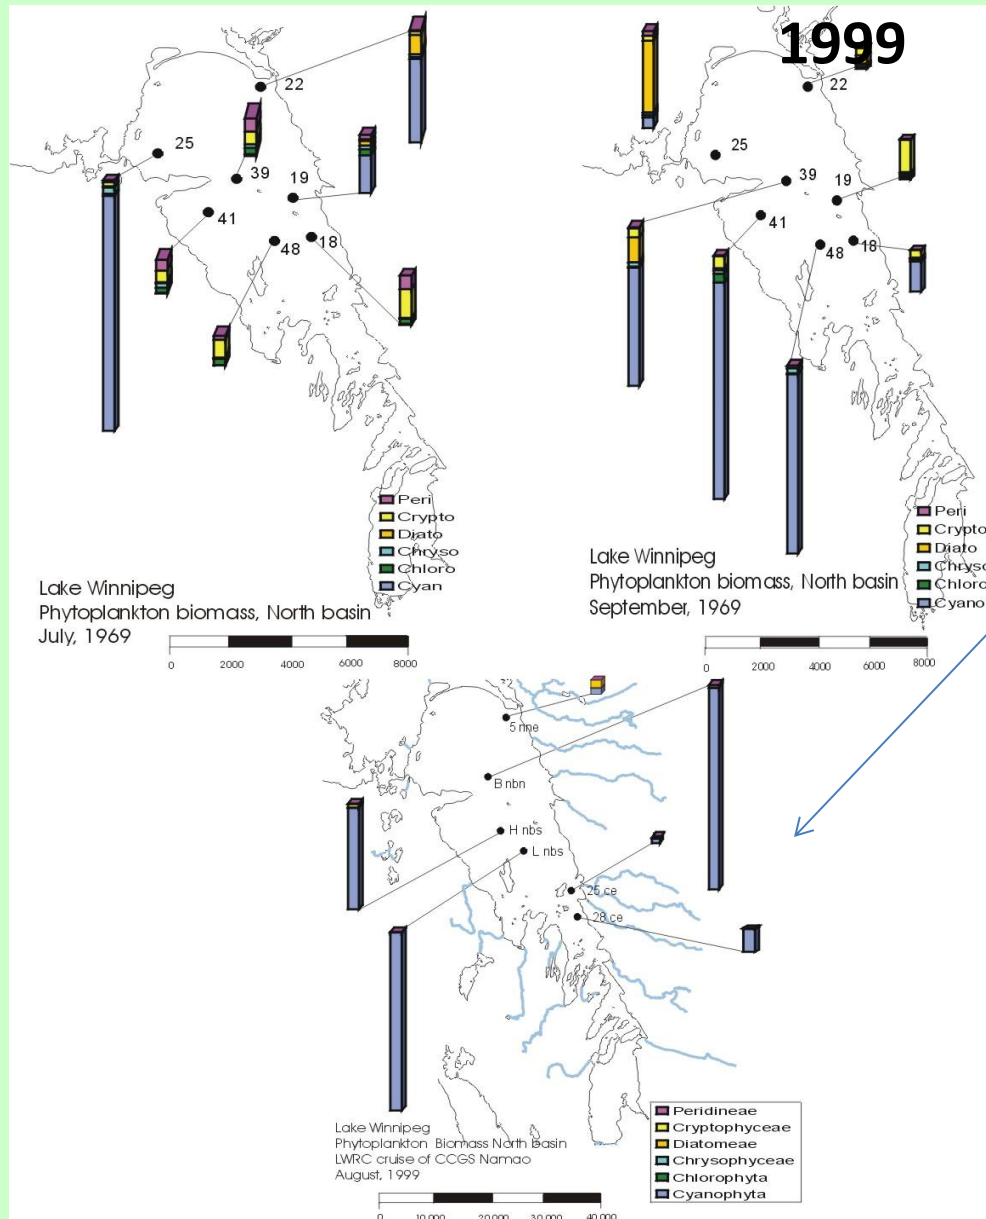 1999
22
25
39
19
41
48
18
Peri
Crypto
Diato
Chryso
Chloro
Cyan
Lake Winnipeg
Phytoplankton biomass, North basin
July, 1969
0 2000 4000 6000 8000
22
25
39
19
41
48
18
Peri
Crypto
Diato
Chryso
Chloro
Cyano
Lake Winnipeg
Phytoplankton biomass, North basin
September, 1969
0 2000 4000 6000 8000
5 nne
B nbn
H nbs
L nbs
25 ce
28 ce
Lake Winnipeg
Phytoplankton Biomass North basin
LWRC cruise of CCGS Namao
August, 1999
Peridineae
Cryptophyceae
Diatomeae
Chrysophyceae
Chlorophyta
Cyanophyta
0 10,000 20,000 30,000 40,000